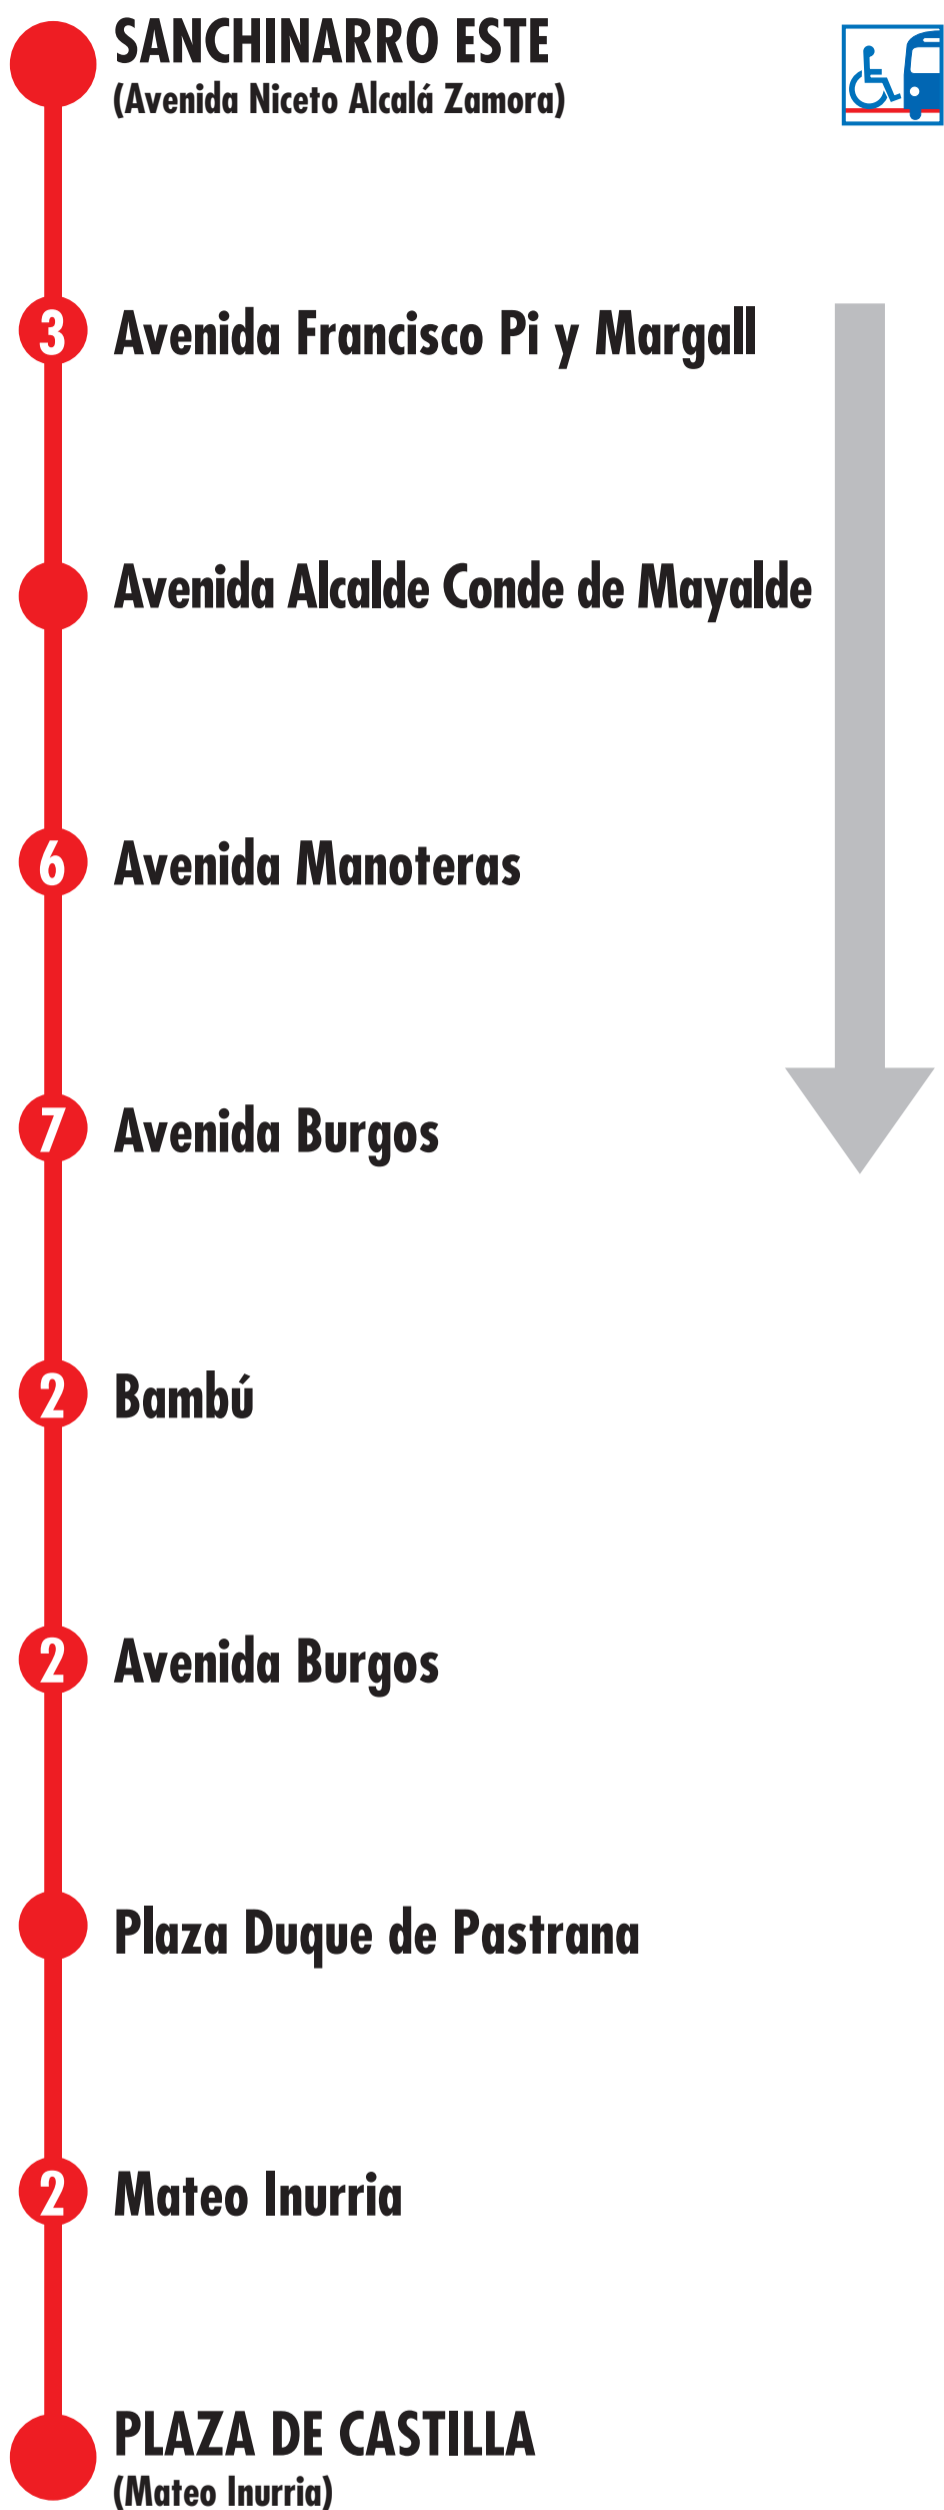 SANCHINARRO ESTE
(Avenida Niceto Alcalá Zamora)
3 Avenida Francisco Pi y Margall
Avenida Alcalde Conde de Mayalde
6 Avenida Manoteras
7 Avenida Burgos
2 Bambú
2 Avenida Burgos
Plaza Duque de Pastrana
2 Mateo Inurria
PLAZA DE CASTILLA
(Mateo Inurria)